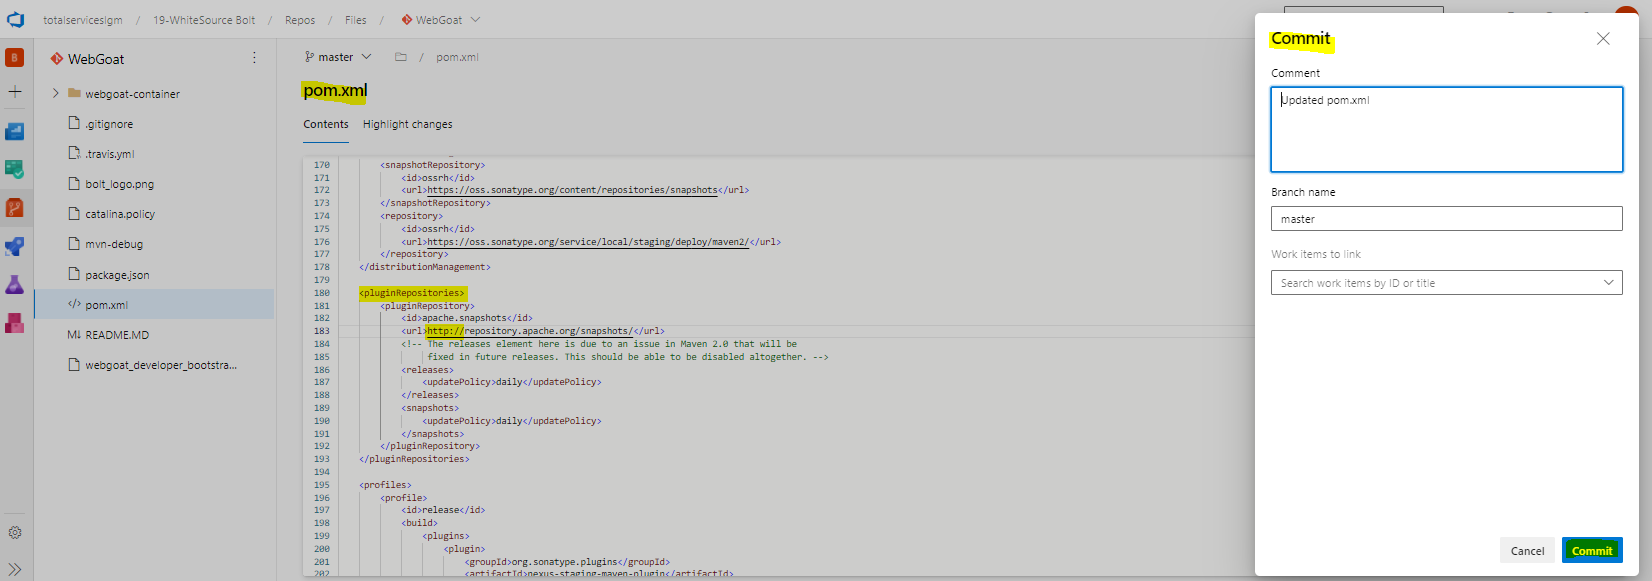 totalserviceslgm / 19-WhiteSource Bolt / Repos / Files / WebGoat
WebGoat
webgoat-container
.gitignore
.travis.yml
bolt_logo.png
catalina.policy
mvn-debug
package.json
pom.xml
README.MD
webgoat_developer_bootstra...
master / pom.xml
pom.xml
Contents Highlight changes
170 <snapshotRepository>
171 <id>ossrh</id>
172 <url>https://oss.sonatype.org/content/repositories/snapshots</url>
173 </snapshotRepository>
174 <repository>
175 <id>ossrh</id>
176 <url>https://oss.sonatype.org/service/local/staging/deploy/maven2/</url>
177 </repository>
178 </distributionManagement>
179
180 <pluginRepositories>
181 <pluginRepository>
182 <id>apache.snapshots</id>
183 <url>http://repository.apache.org/snapshots/</url>
184 <!-- The releases element here is due to an issue in Maven 2.0 that will be
185 fixed in future releases. This should be able to be disabled altogether. -->
186 <releases>
187 <updatePolicy>daily</updatePolicy>
188 </releases>
189 <snapshots>
190 <updatePolicy>daily</updatePolicy>
191 </snapshots>
192 </pluginRepository>
193 </pluginRepositories>
194
195 <profiles>
196 <profile>
197 <id>release</id>
198 <build>
199 <plugins>
200 <plugin>
201 <groupId>org.sonatype.plugins</groupId>
202 <artifactId>nexus-staging-maven-plugin</artifactId>
Commit
Comment
Updated pom.xml
Branch name
master
Work items to link
Search work items by ID or title
Cancel Commit